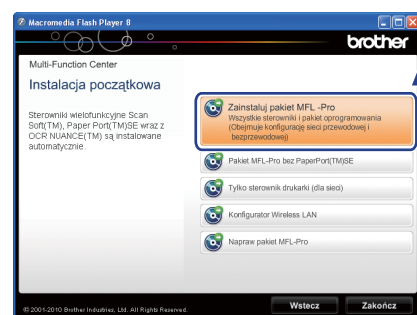 Macromedia Flash Player 8
brother
Multi-Function Center
Instalacja początkowa
Sterowniki wielofunkcyjne Scan
Soft(TM), Paper Port(TM)SE wraz z
OCR NUANCE(TM) są instalowane
automatycznie.
Zainstaluj pakiet MFL -Pro
Wszystkie sterowniki i pakiet oprogramowania
(Obejmuje konfigurację sieci przewodowej i
bezprzewodowej)
Pakiet MFL-Pro bez PaperPort(TM)SE
Tylko sterownik drukarki (dla sieci)
Konfigurator Wireless LAN
Napraw pakiet MFL-Pro
© 2001-2010 Brother Industries, Ltd. All Rights Reserved.
Wstecz
Zakończ